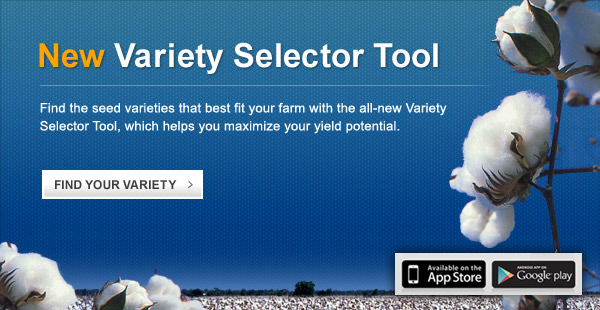 New Variety Selector Tool
Find the seed varieties that best fit your farm with the all-new Variety
Selector Tool, which helps you maximize your yield potential.
FIND YOUR VARIETY >
Available on the
App Store
ANDROID APP ON
Google play